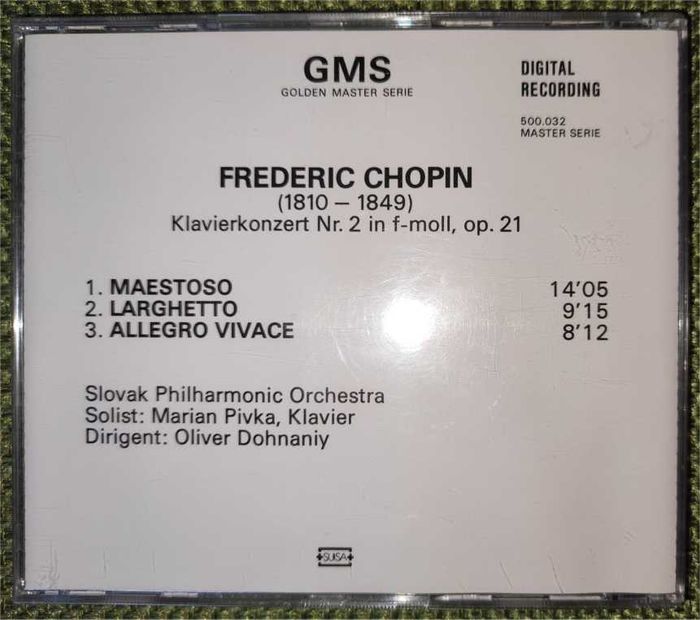 GMS
GOLDEN MASTER SERIE
DIGITAL
RECORDING
500.032
MASTER SERIE
FREDERIC CHOPIN
(1810 – 1849)
Klavierkonzert Nr. 2 in f-moll, op. 21
1. MAESTOSO 14'05
2. LARGHETTO 9'15
3. ALLEGRO VIVACE 8'12
Slovak Philharmonic Orchestra
Solist: Marian Pivka, Klavier
Dirigent: Oliver Dohnaniy
SUISA